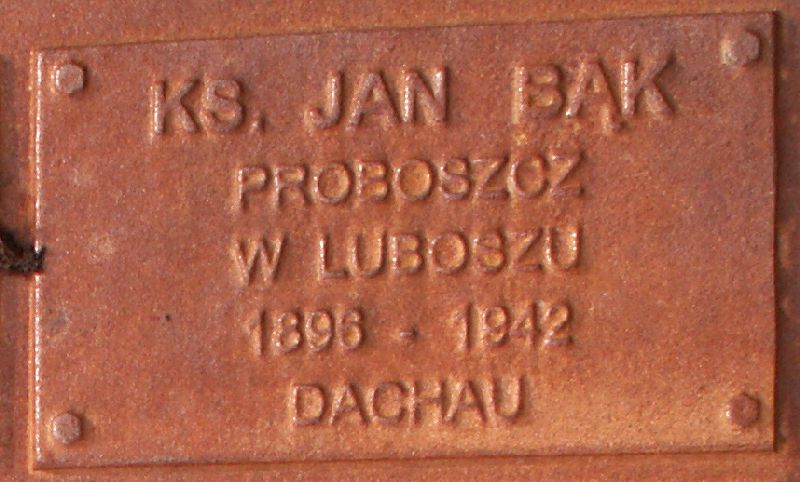 KS. JAN BĄK
PROBOSZCZ
W LUBOSZU
1896 - 1942
DACHAU